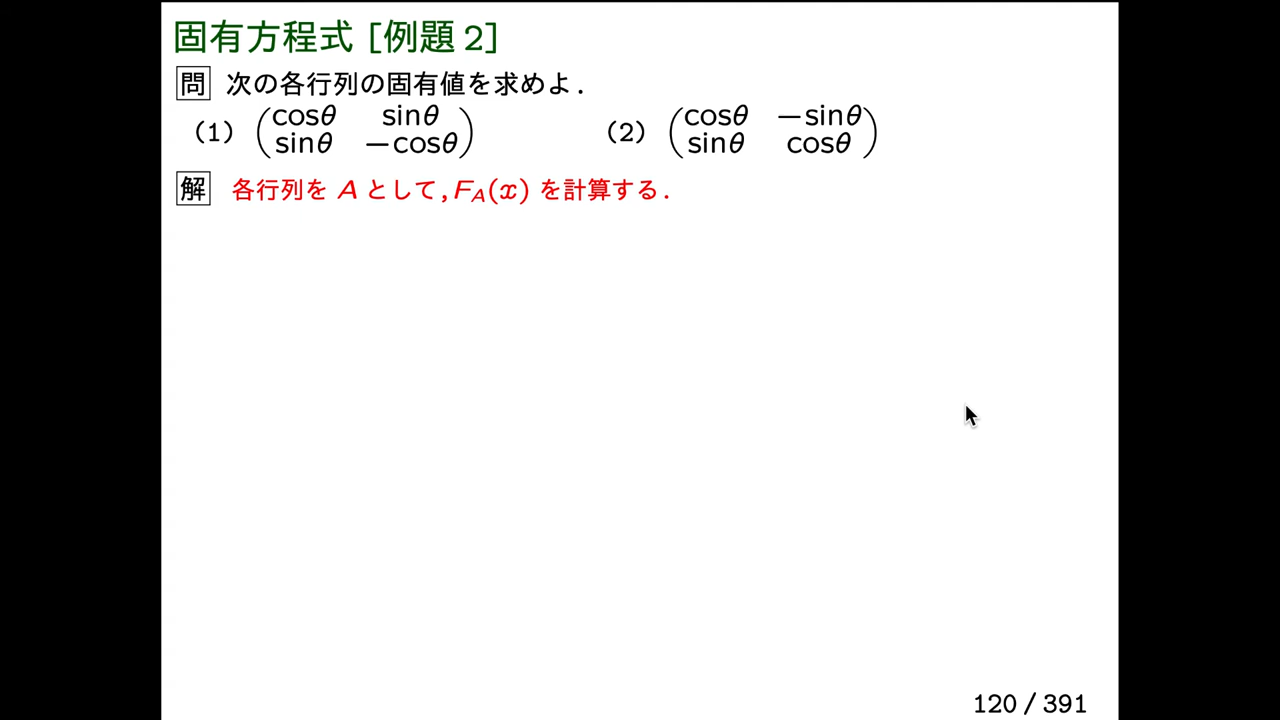 固有方程式 [例題 2]
問 次の各行列の固有値を求めよ.
(1) (cosθ sinθ
sinθ −cosθ)
(2) (cosθ −sinθ
sinθ cosθ)
解 各行列を A として, F_A(x) を計算する.
120 / 391